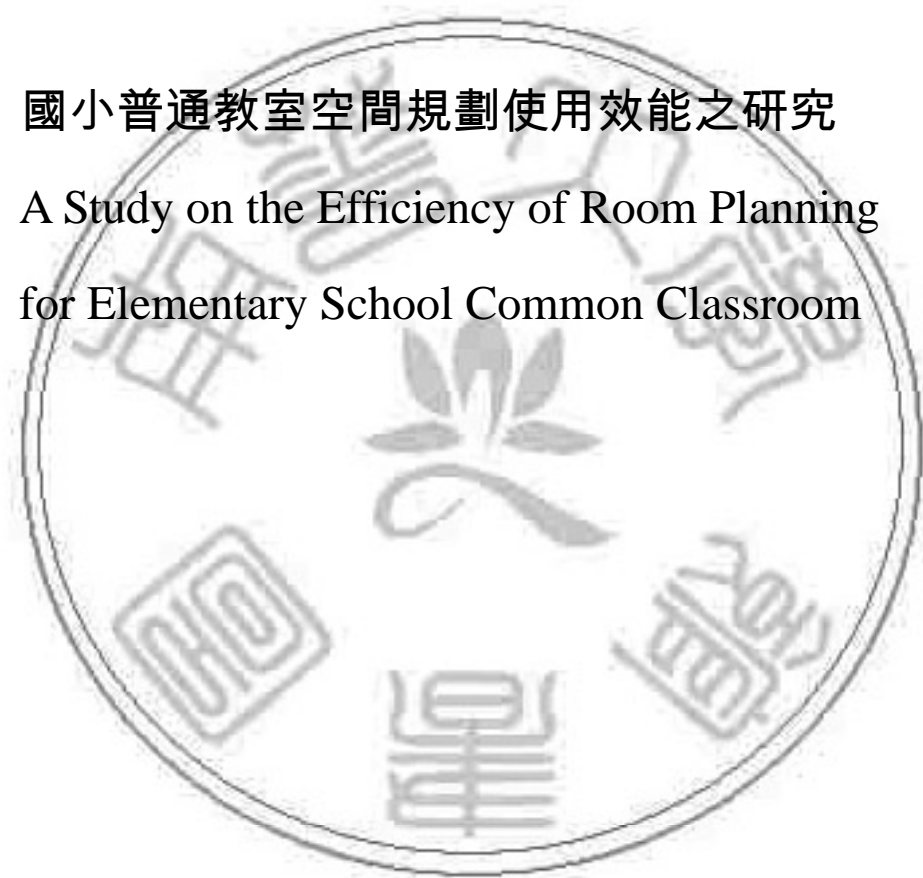 國小普通教室空間規劃使用效能之研究
A Study on the Efficiency of Room Planning
for Elementary School Common Classroom